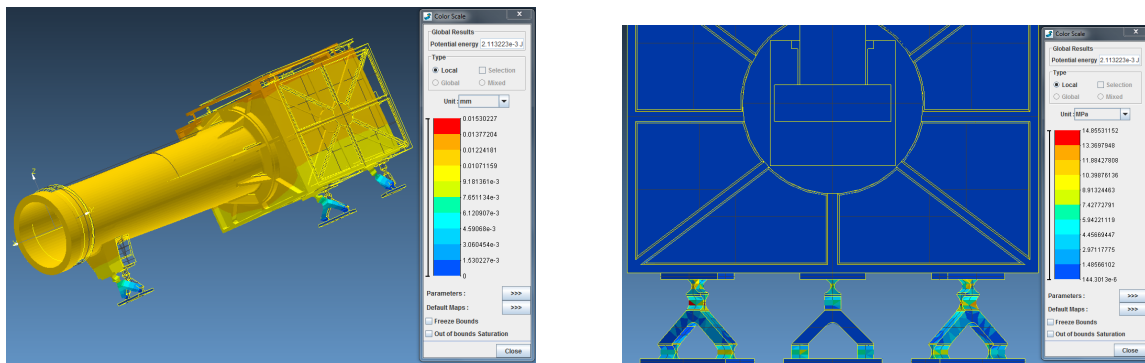 Color Scale
Global Results
Potential energy 2.113223e-3 J
Type
Local
Selection
Global
Mixed
Unit : mm
0.01530227
0.01377204
0.01224181
0.01071159
9.181361e-3
7.651134e-3
6.120907e-3
4.59068e-3
3.060454e-3
1.530227e-3
0
Parameters :
>>>
Default Maps :
>>>
Freeze Bounds
Out of bounds Saturation
Close
Color Scale
Global Results
Potential energy 2.113223e-3 J
Type
Local
Selection
Global
Mixed
Unit : MPa
14.85531152
13.3697948
11.88427808
10.39876136
8.91324463
7.42772791
5.94221119
4.45669447
2.97117775
1.48566102
144.3013e-6
Parameters :
>>>
Default Maps :
>>>
Freeze Bounds
Out of bounds Saturation
Close